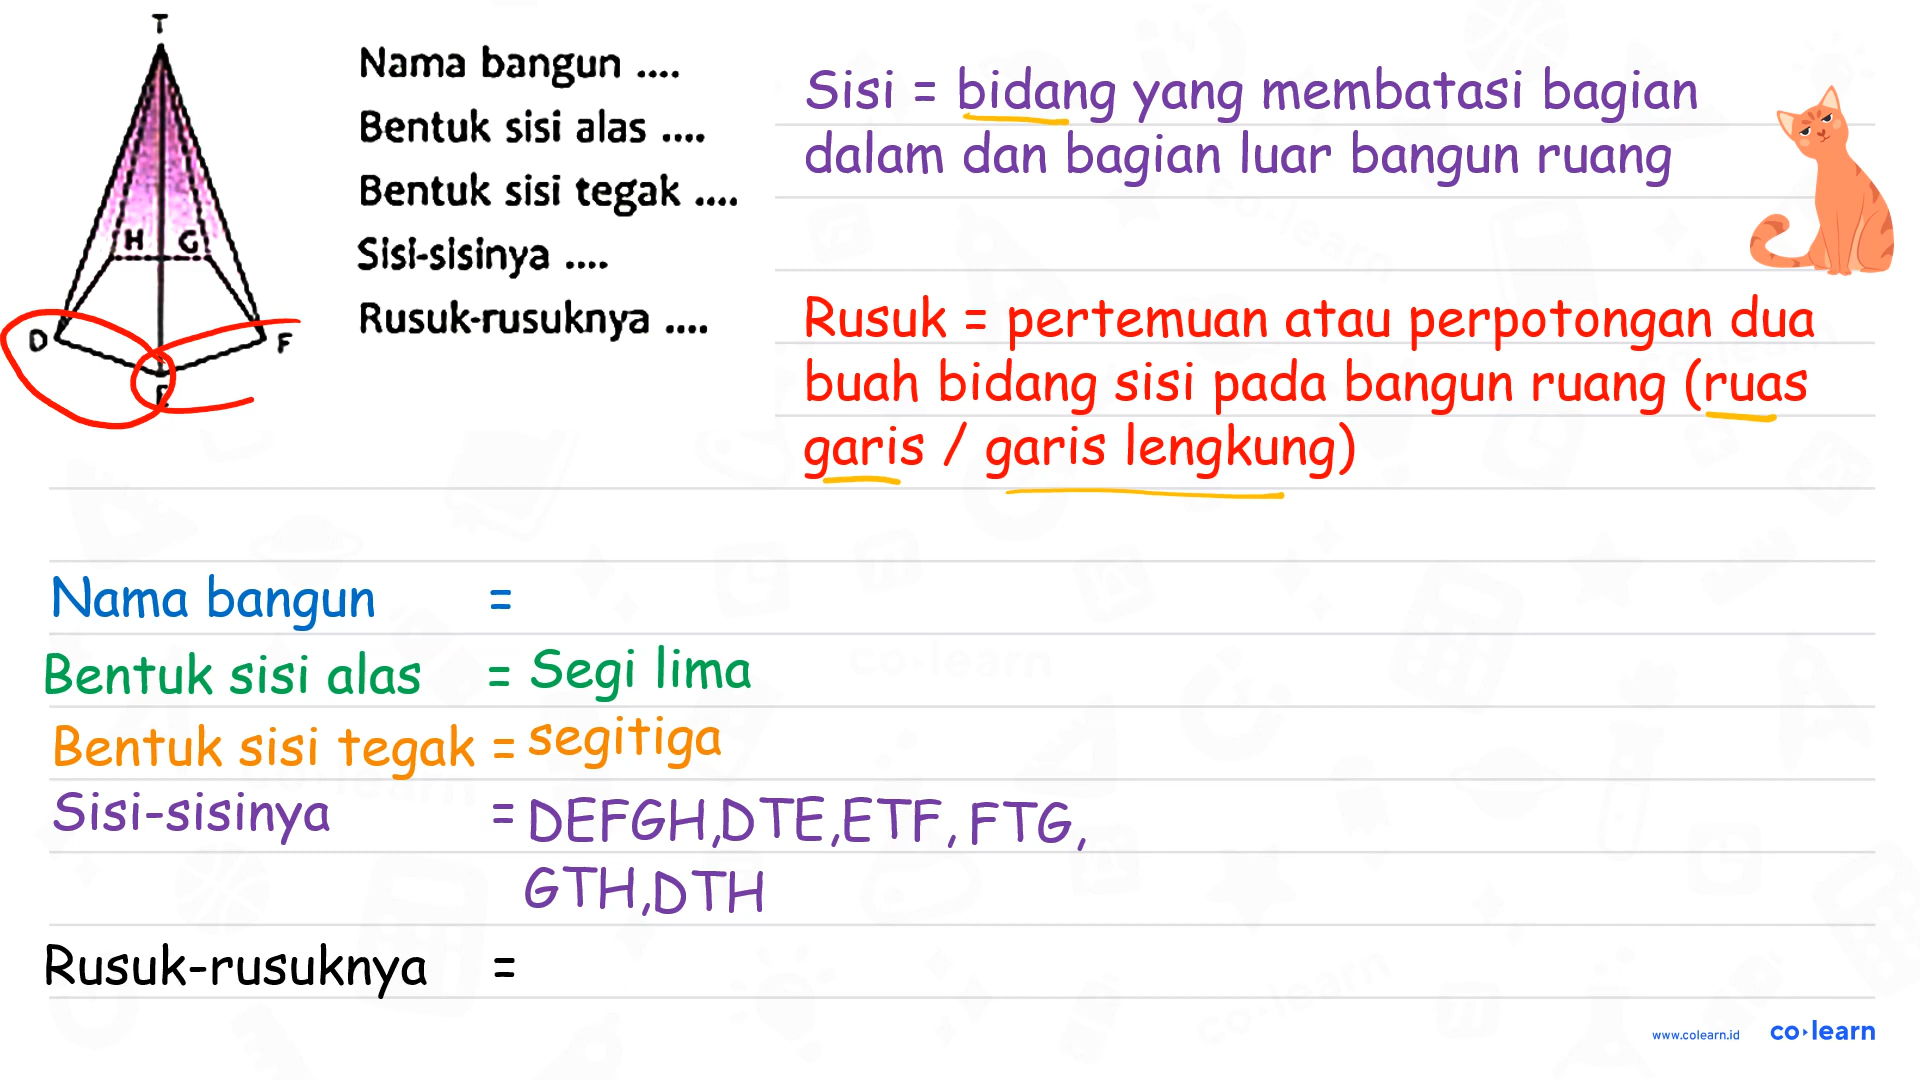 T
H G
D
F
E
Nama bangun ....
Bentuk sisi alas ....
Bentuk sisi tegak ....
Sisi-sisinya ....
Rusuk-rusuknya ....
Sisi = bidang yang membatasi bagian
dalam dan bagian luar bangun ruang
Rusuk = pertemuan atau perpotongan dua
buah bidang sisi pada bangun ruang (ruas
garis / garis lengkung)
Nama bangun =
Bentuk sisi alas = Segi lima
Bentuk sisi tegak = segitiga
Sisi-sisinya = DEFGH,DTE,ETF, FTG,
GTH,DTH
Rusuk-rusuknya =
www.colearn.id co·learn